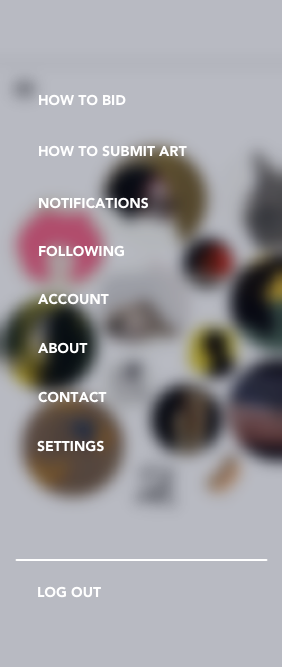 HOW TO BID
HOW TO SUBMIT ART
NOTIFICATIONS
FOLLOWING
ACCOUNT
ABOUT
CONTACT
SETTINGS
LOG OUT